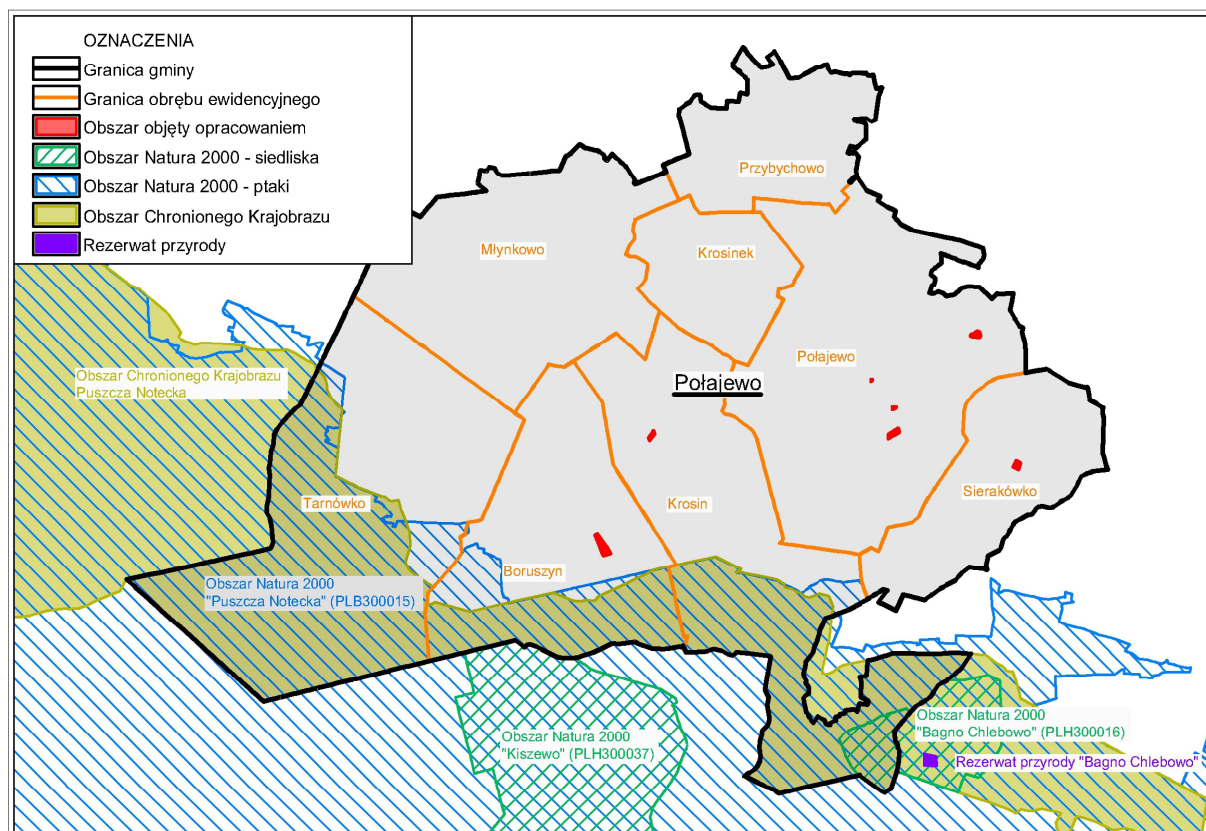 OZNACZENIA
Granica gminy
Granica obrębu ewidencyjnego
Obszar objęty opracowaniem
Obszar Natura 2000 - siedliska
Obszar Natura 2000 - ptaki
Obszar Chronionego Krajobrazu
Rezerwat przyrody
Przybychowo
Młynkowo
Krosinek
Połajewo
Obszar Chronionego Krajobrazu
Puszcza Notecka
Połajewo
Tarnówko
Krosin
Sierakówko
Boruszyn
Obszar Natura 2000
"Puszcza Notecka" (PLB300015)
Obszar Natura 2000
"Kiszewo" (PLH300037)
Obszar Natura 2000
"Bagno Chlebowo" (PLH300016)
Rezerwat przyrody "Bagno Chlebowo"